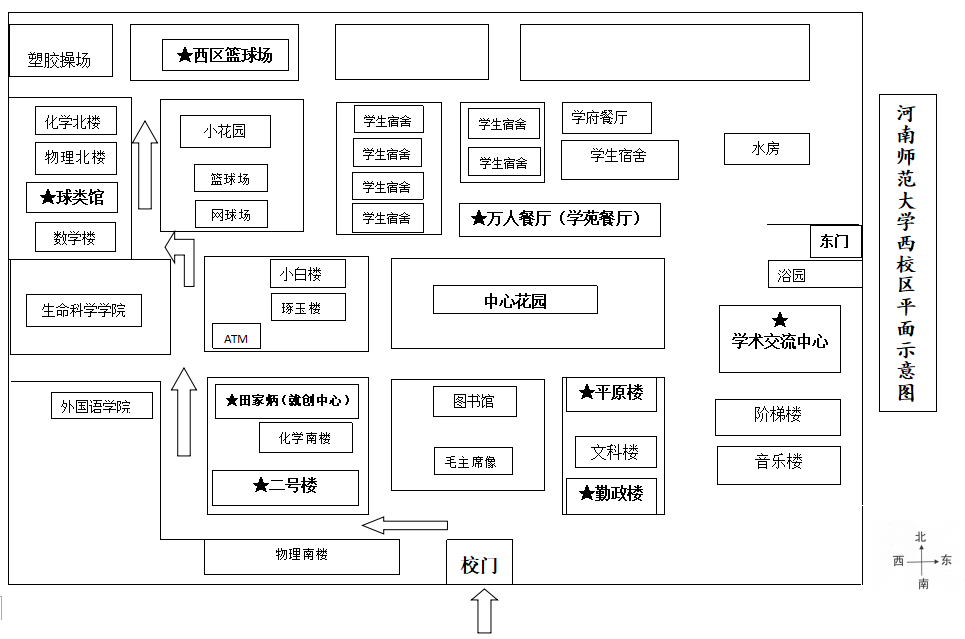 塑胶操场
★西区篮球场
化学北楼
物理北楼
★球类馆
数学楼
小花园
篮球场
网球场
学生宿舍
学生宿舍
学生宿舍
学生宿舍
学生宿舍
学生宿舍
学府餐厅
学生宿舍
★万人餐厅（学苑餐厅）
水房
东门
浴园
生命科学学院
小白楼
琢玉楼
ATM
中心花园
★
学术交流中心
外国语学院
★田家炳（就创中心）
化学南楼
★二号楼
图书馆
毛主席像
★平原楼
文科楼
★勤政楼
阶梯楼
音乐楼
物理南楼
校门
河南师范大学西校区平面示意图
北
西
东
南